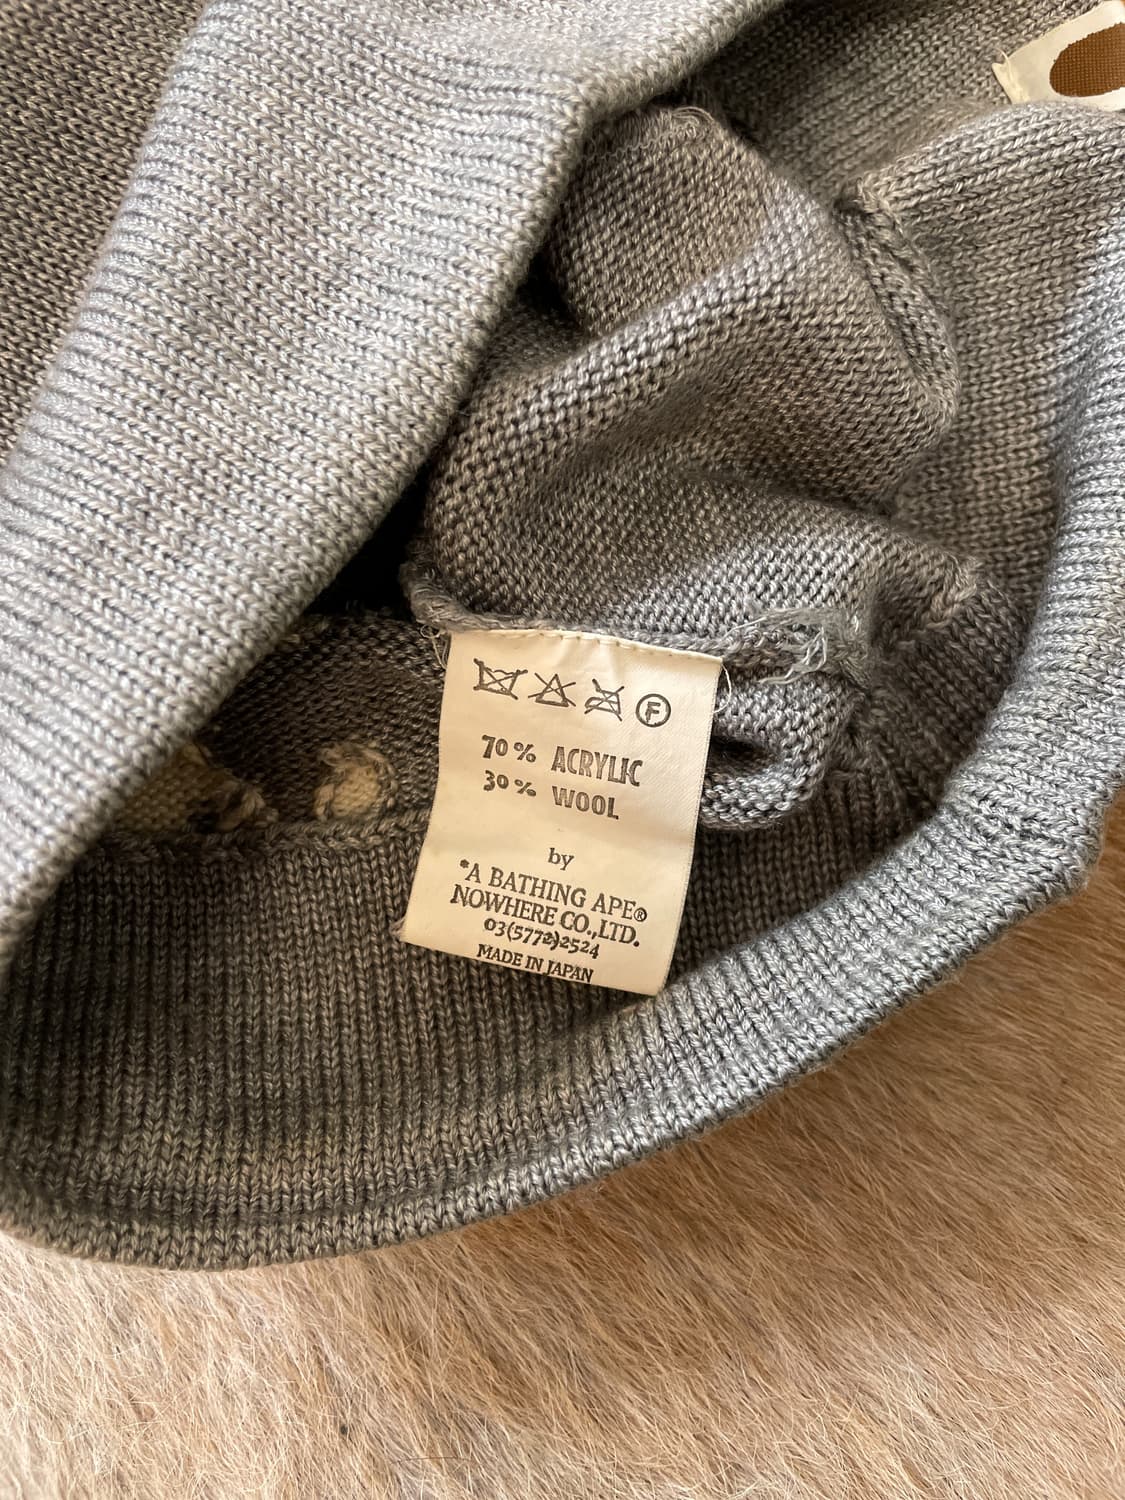 F
70% ACRYLIC
30% WOOL
by
*A BATHING APE®
NOWHERE CO.,LTD.
03(5772)2524
MADE IN JAPAN